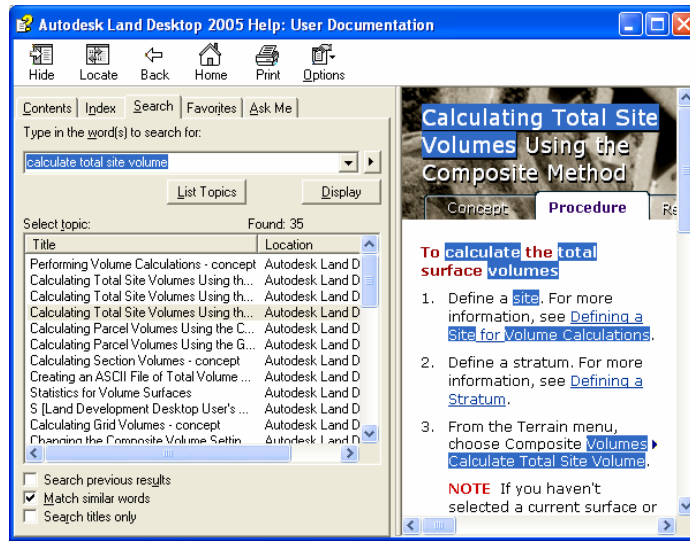 Autodesk Land Desktop 2005 Help: User Documentation
Hide Locate Back Home Print Options
Contents Index Search Favorites Ask Me
Type in the word(s) to search for:
calculate total site volume
List Topics Display
Select topic: Found: 35
Title Location
Performing Volume Calculations - concept Autodesk Land D
Calculating Total Site Volumes Using th... Autodesk Land D
Calculating Total Site Volumes Using th... Autodesk Land D
Calculating Total Site Volumes Using th... Autodesk Land D
Calculating Parcel Volumes Using the C... Autodesk Land D
Calculating Parcel Volumes Using the G... Autodesk Land D
Calculating Section Volumes - concept Autodesk Land D
Creating an ASCII File of Total Volume ... Autodesk Land D
Statistics for Volume Surfaces Autodesk Land D
S [Land Development Desktop User's ... Autodesk Land D
Calculating Grid Volumes - concept Autodesk Land D
Changing the Composite Volume Settin... Autodesk Land D
Search previous results
Match similar words
Search titles only
Calculating Total Site
Volumes Using the
Composite Method
Concept Procedure Re
To calculate the total
surface volumes
1. Define a site. For more
information, see Defining a
Site for Volume Calculations.
2. Define a stratum. For more
information, see Defining a
Stratum.
3. From the Terrain menu,
choose Composite Volumes
Calculate Total Site Volume.
NOTE If you haven't
selected a current surface or